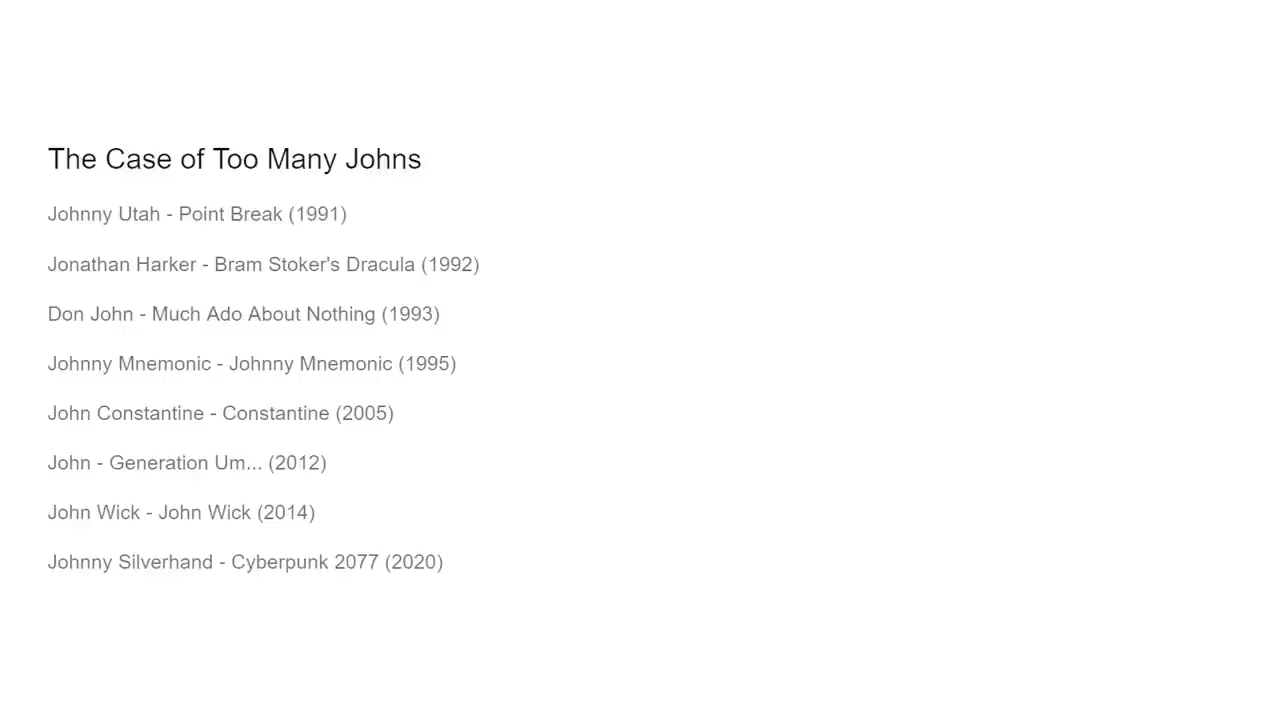 The Case of Too Many Johns
Johnny Utah - Point Break (1991)
Jonathan Harker - Bram Stoker's Dracula (1992)
Don John - Much Ado About Nothing (1993)
Johnny Mnemonic - Johnny Mnemonic (1995)
John Constantine - Constantine (2005)
John - Generation Um... (2012)
John Wick - John Wick (2014)
Johnny Silverhand - Cyberpunk 2077 (2020)